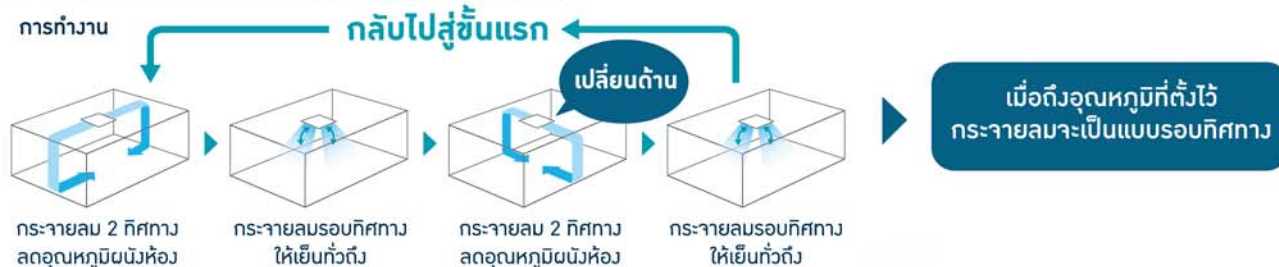 การทำงาน
กลับไปสู่ขั้นแรก
เปลี่ยนด้าน
กระจายลม 2 ทิศทาง
ลดอุณหภูมิผนังห้อง
กระจายลมรอบทิศทาง
ให้เย็นทั่วถึง
กระจายลม 2 ทิศทาง
ลดอุณหภูมิผนังห้อง
กระจายลมรอบทิศทาง
ให้เย็นทั่วถึง
เมื่อถึงอุณหภูมิที่ตั้งไว้
กระจายลมจะเป็นแบบรอบทิศทาง